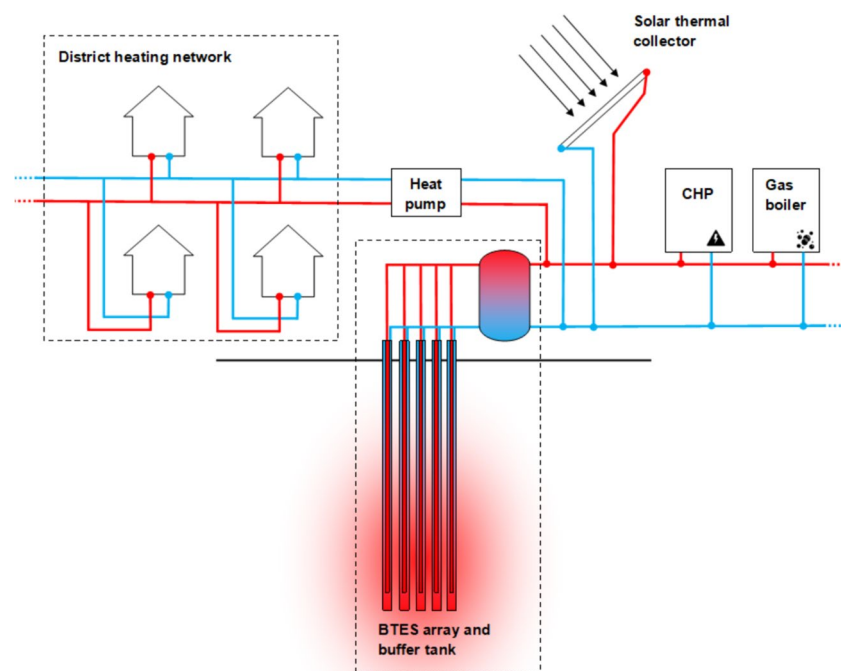 Solar thermal
collector
District heating network
Heat
pump
CHP
Gas
boiler
BTES array and
buffer tank